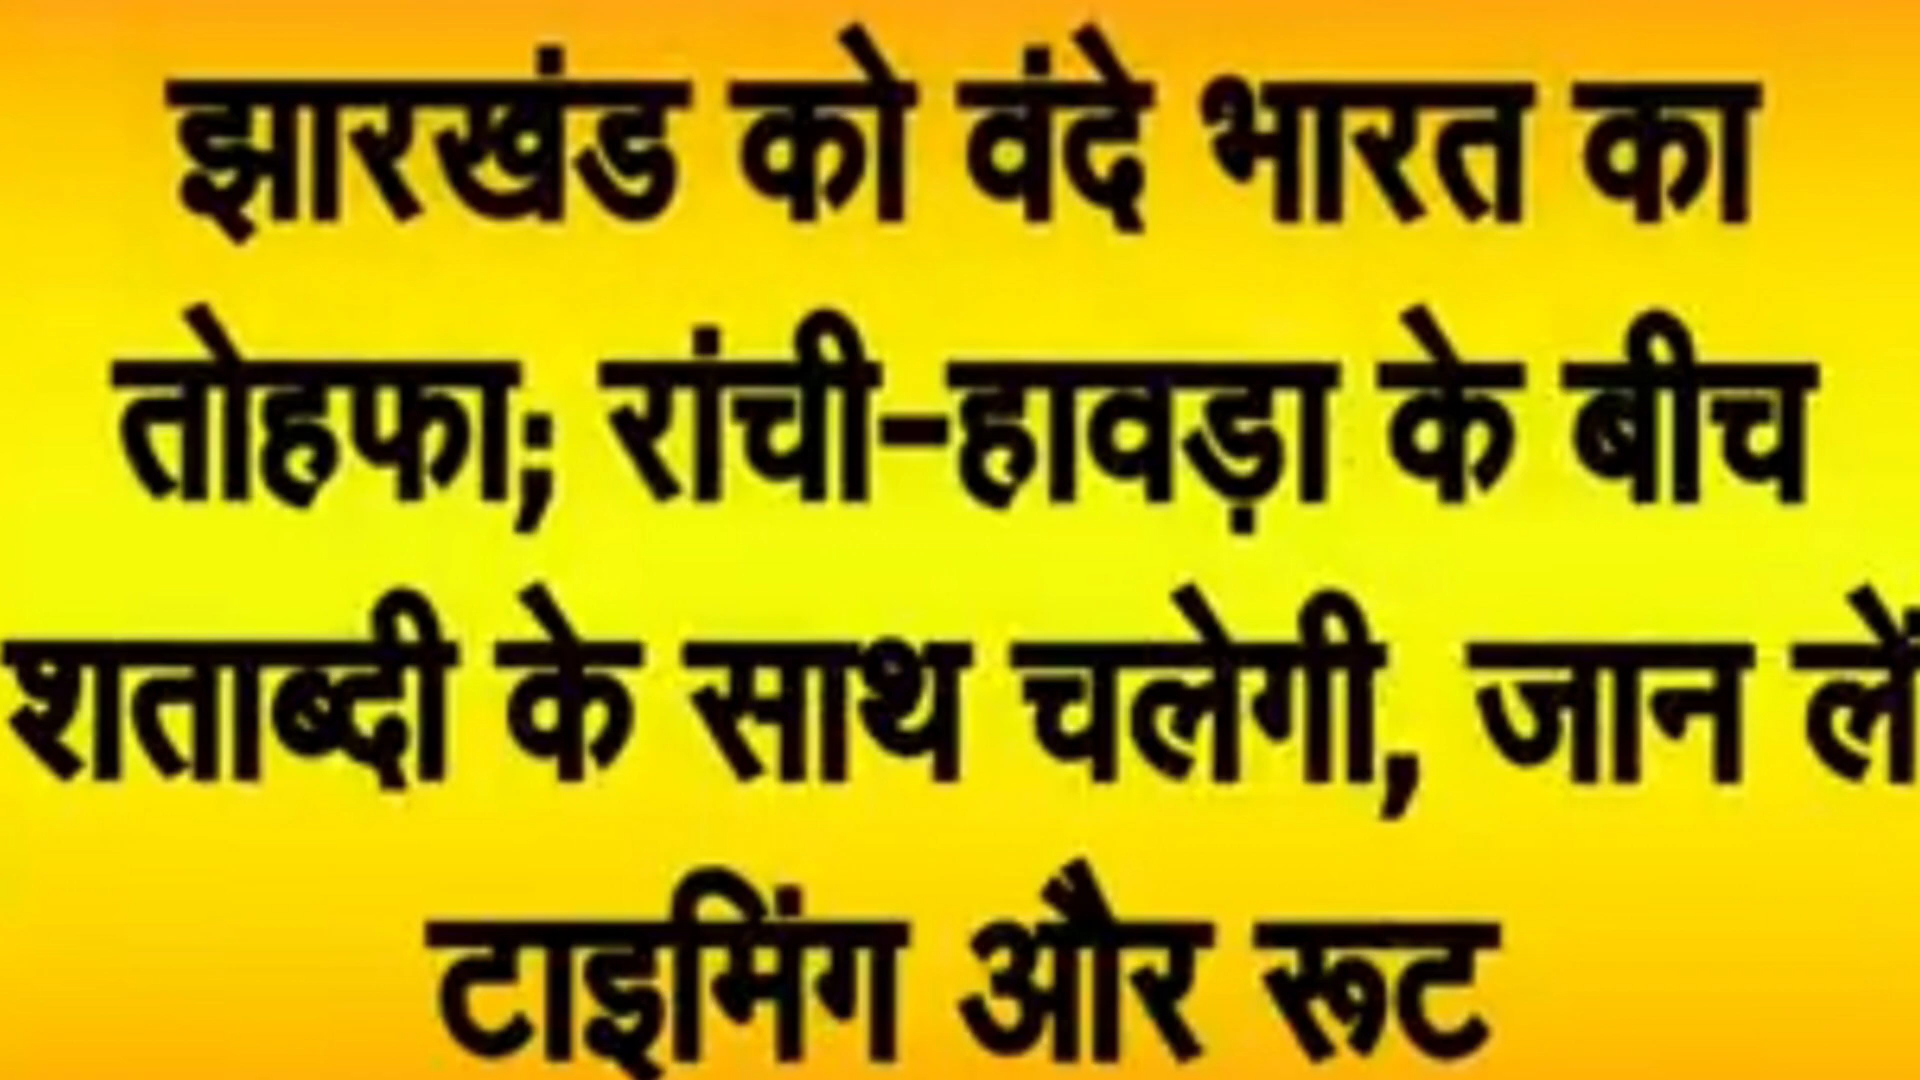 झारखंड को वंदे भारत का
तोहफा; रांची-हावड़ा के बीच
शताब्दी के साथ चलेगी, जान लें
टाइमिंग और रूट